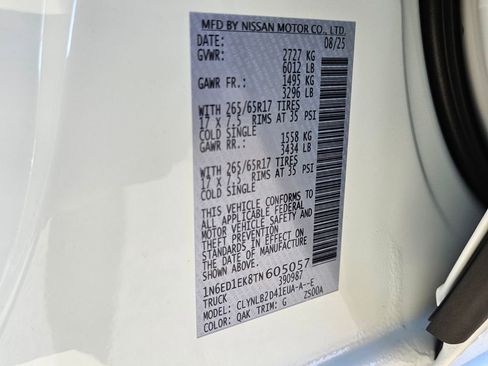 MFD BY NISSAN MOTOR CO., LTD.
DATE: 08/25
GVWR: 2727 KG
6012 LB
GAWR FR.: 1495 KG
3296 LB
WITH 265/65R17 TIRES
17 X 7.5 RIMS AT 35 PSI
COLD SINGLE
GAWR RR.: 1558 KG
3434 LB
WITH 265/65R17 TIRES
17 X 7.5 RIMS AT 35 PSI
COLD SINGLE
THIS VEHICLE CONFORMS TO
ALL APPLICABLE FEDERAL
MOTOR VEHICLE SAFETY AND
THEFT PREVENTION
STANDARDS IN EFFECT ON
THE DATE OF MANUFACTURE
SHOWN ABOVE.
1N6ED1EK8TN605057
TRUCK 390987
MODEL: CLYNLB2D41EUA-A--E
COLOR: QAK TRIM: G ZS00A